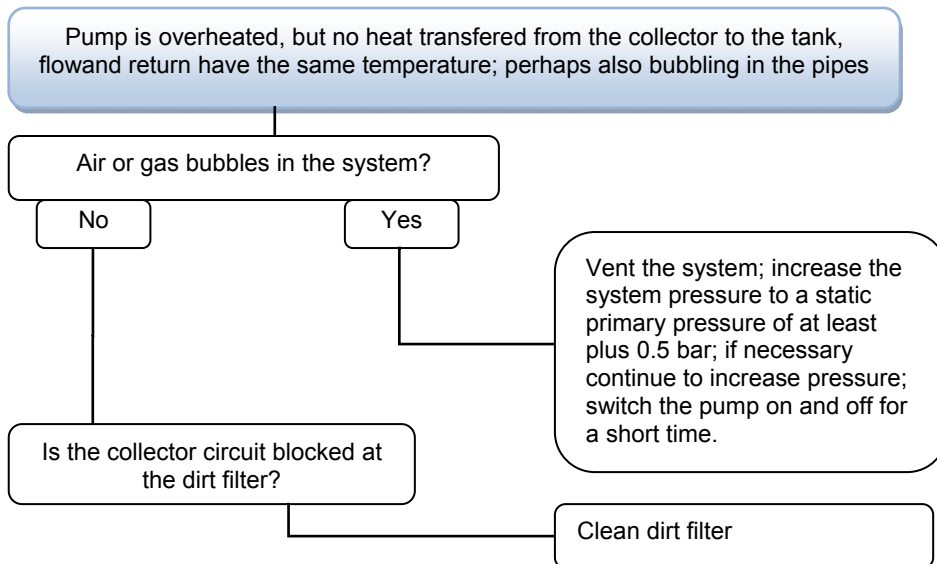 Pump is overheated, but no heat transfered from the collector to the tank,
flowand return have the same temperature; perhaps also bubbling in the pipes
Air or gas bubbles in the system?
No
Yes
Vent the system; increase the
system pressure to a static
primary pressure of at least
plus 0.5 bar; if necessary
continue to increase pressure;
switch the pump on and off for
a short time.
Is the collector circuit blocked at
the dirt filter?
Clean dirt filter